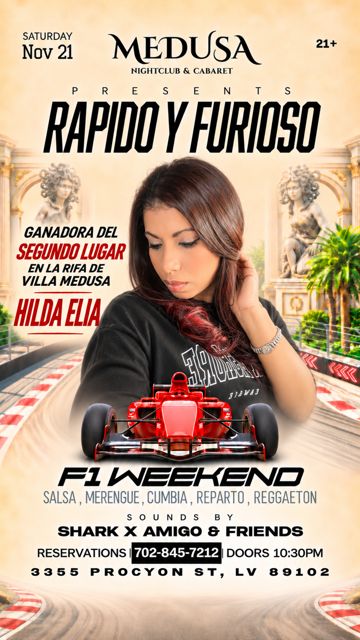 SATURDAY
Nov 21
MEDUSA
NIGHTCLUB & CABARET
21+
PRESENTS
RAPIDO Y FURIOSO
GANADORA DEL
SEGUNDO LUGAR
EN LA RIFA DE
VILLA MEDUSA
HILDA ELIA
F1 WEEKEND
SALSA, MERENGUE, CUMBIA, REPARTO, REGGAETON
SOUNDS BY
SHARK X AMIGO & FRIENDS
RESERVATIONS 702-845-7212 | DOORS 10:30PM
3355 PROCYON ST, LV 89102